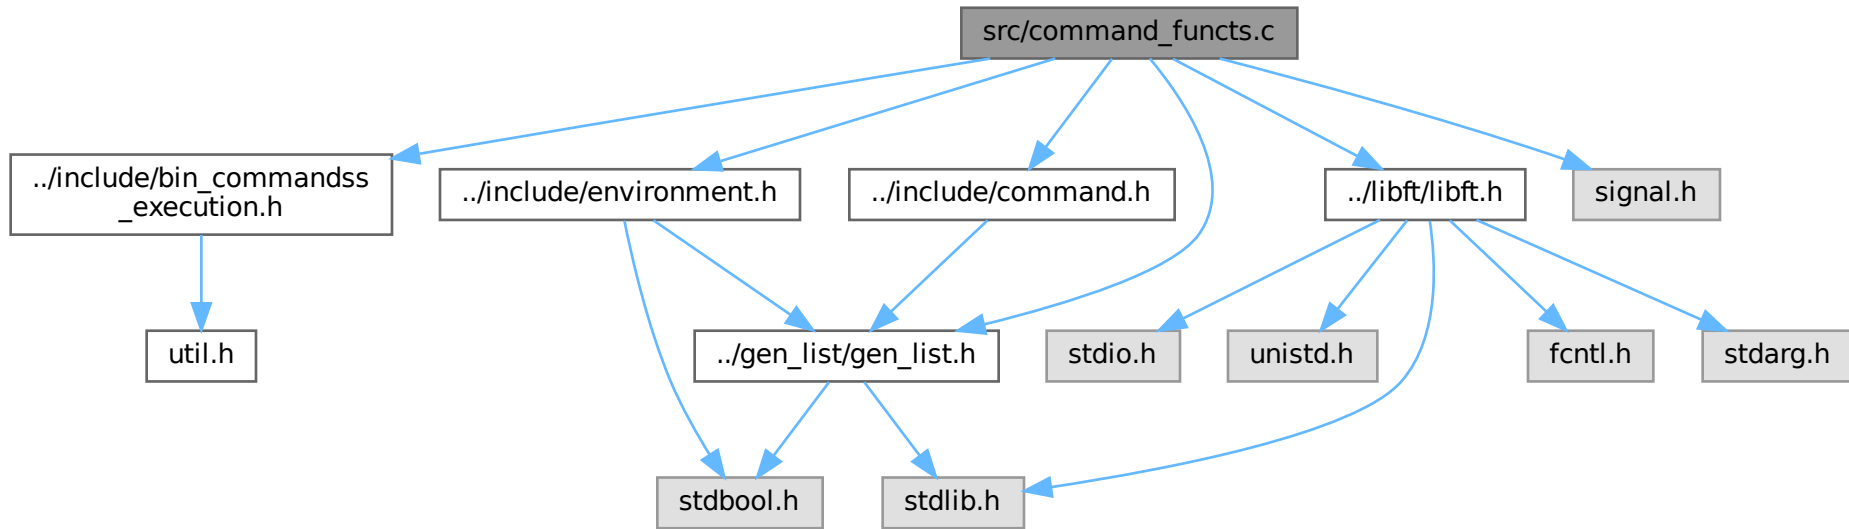 src/command_functs.c
../include/bin_commandss
_execution.h
../include/environment.h
../include/command.h
../libft/libft.h
signal.h
util.h
../gen_list/gen_list.h
stdio.h
unistd.h
fcntl.h
stdarg.h
stdbool.h
stdlib.h